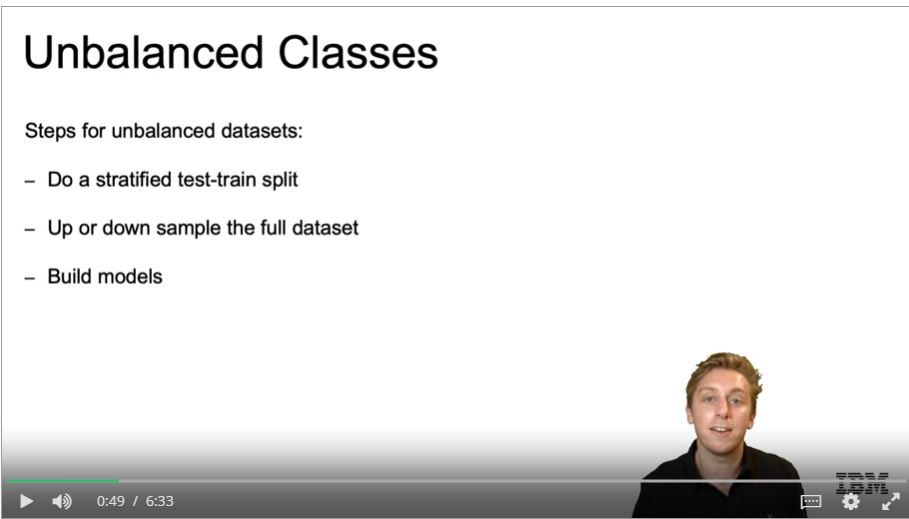 Unbalanced Classes
Steps for unbalanced datasets:
– Do a stratified test-train split
– Up or down sample the full dataset
– Build models
IBM
0:49 / 6:33